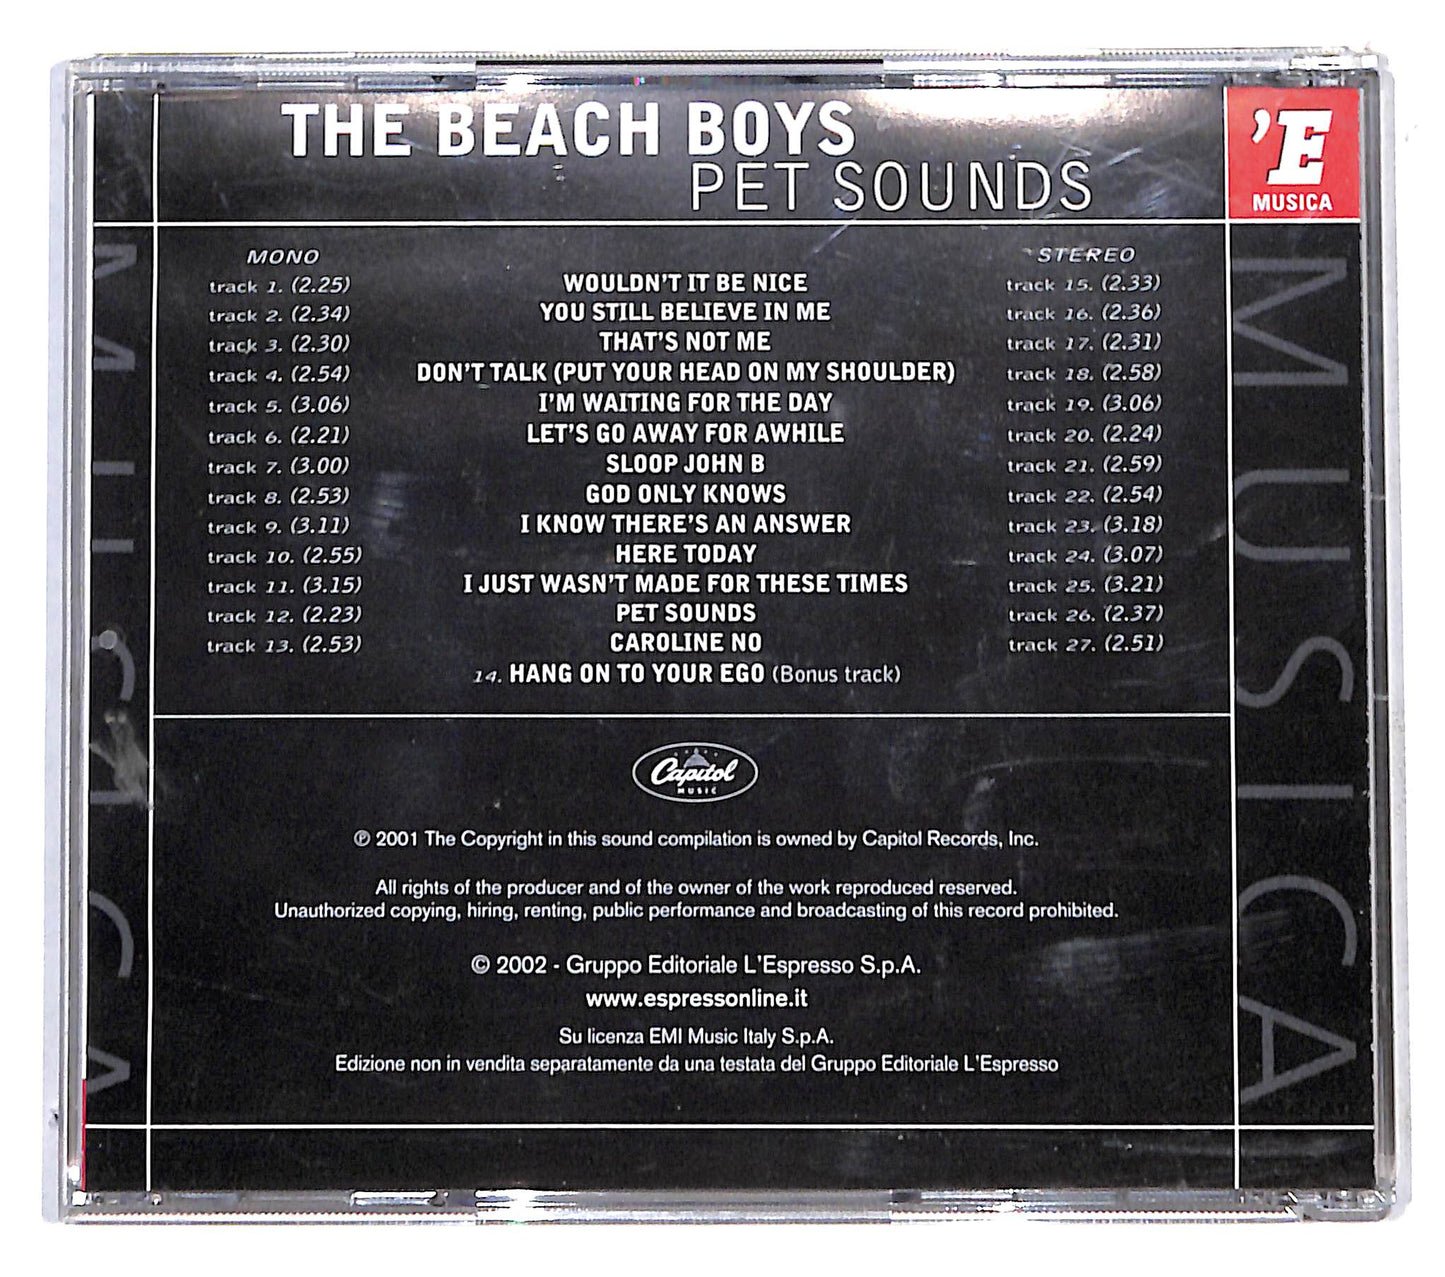 THE BEACH BOYS
PET SOUNDS
'E
MUSICA
MONO STEREO
track 1. (2.25) WOULDN'T IT BE NICE track 15. (2.33)
track 2. (2.34) YOU STILL BELIEVE IN ME track 16. (2.36)
track 3. (2.30) THAT'S NOT ME track 17. (2.31)
track 4. (2.54) DON'T TALK (PUT YOUR HEAD ON MY SHOULDER) track 18. (2.58)
track 5. (3.06) I'M WAITING FOR THE DAY track 19. (3.06)
track 6. (2.21) LET'S GO AWAY FOR AWHILE track 20. (2.24)
track 7. (3.00) SLOOP JOHN B track 21. (2.59)
track 8. (2.53) GOD ONLY KNOWS track 22. (2.54)
track 9. (3.11) I KNOW THERE'S AN ANSWER track 23. (3.18)
track 10. (2.55) HERE TODAY track 24. (3.07)
track 11. (3.15) I JUST WASN'T MADE FOR THESE TIMES track 25. (3.21)
track 12. (2.23) PET SOUNDS track 26. (2.37)
track 13. (2.53) CAROLINE NO track 27. (2.51)
14. HANG ON TO YOUR EGO (Bonus track)
Capitol
MUSIC
℗ 2001 The Copyright in this sound compilation is owned by Capitol Records, Inc.
All rights of the producer and of the owner of the work reproduced reserved.
Unauthorized copying, hiring, renting, public performance and broadcasting of this record prohibited.
© 2002 - Gruppo Editoriale L'Espresso S.p.A.
www.espressonline.it
Su licenza EMI Music Italy S.p.A.
Edizione non in vendita separatamente da una testata del Gruppo Editoriale L'Espresso
MUSICA
MUSICA